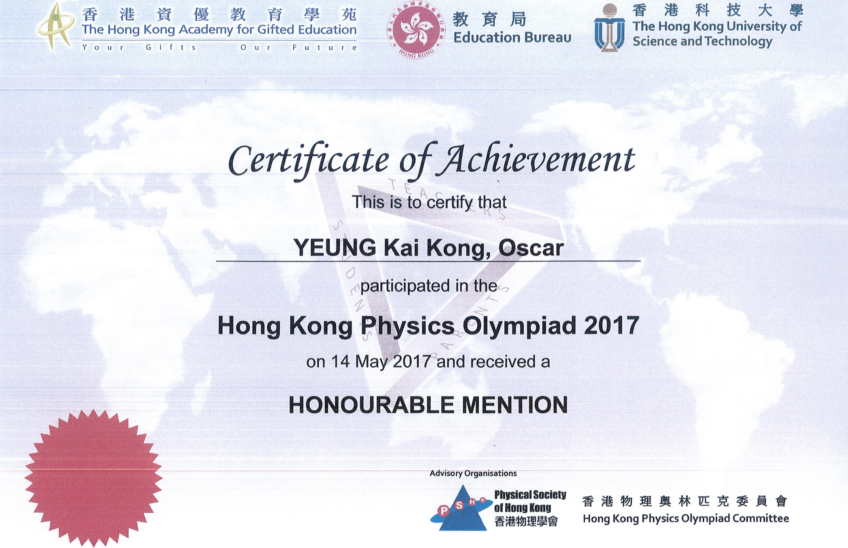 香港資優教育學苑
The Hong Kong Academy for Gifted Education
Your Gifts Our Future
教育局
Education Bureau
香港科技大學
The Hong Kong University of
Science and Technology
HONG KONG
Certificate of Achievement
This is to certify that
YEUNG Kai Kong, Oscar
participated in the
Hong Kong Physics Olympiad 2017
on 14 May 2017 and received a
HONOURABLE MENTION
TEACHERS
STUDENTS
PARENTS
Advisory Organisations
PSHK
Physical Society
of Hong Kong
香港物理學會
香港物理奧林匹克委員會
Hong Kong Physics Olympiad Committee